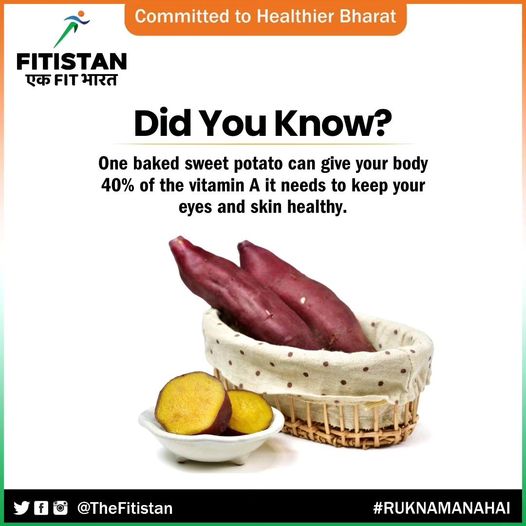 Committed to Healthier Bharat
FITISTAN
एक FIT भारत
Did You Know?
One baked sweet potato can give your body
40% of the vitamin A it needs to keep your
eyes and skin healthy.
@TheFitistan
#RUKNAMANAHAI